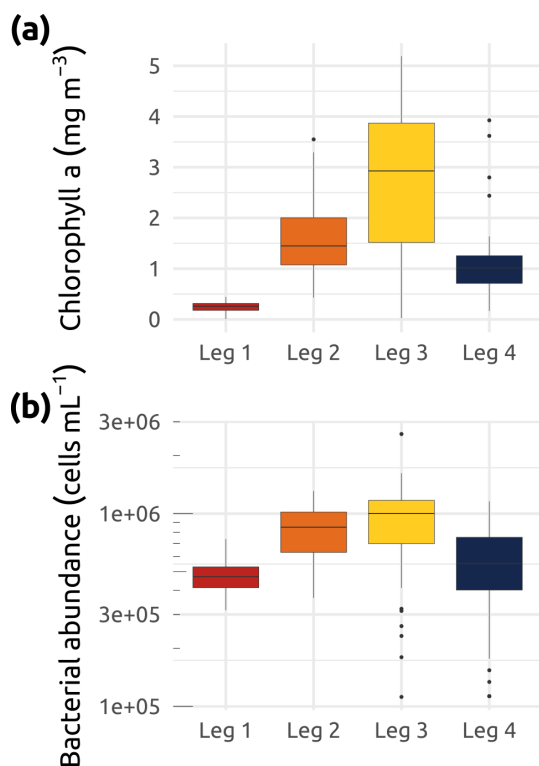 (a)
Chlorophyll a (mg m⁻³)
5
4
3
2
1
0
Leg 1 Leg 2 Leg 3 Leg 4
(b)
Bacterial abundance (cells mL⁻¹)
3e+06
1e+06
3e+05
1e+05
Leg 1 Leg 2 Leg 3 Leg 4